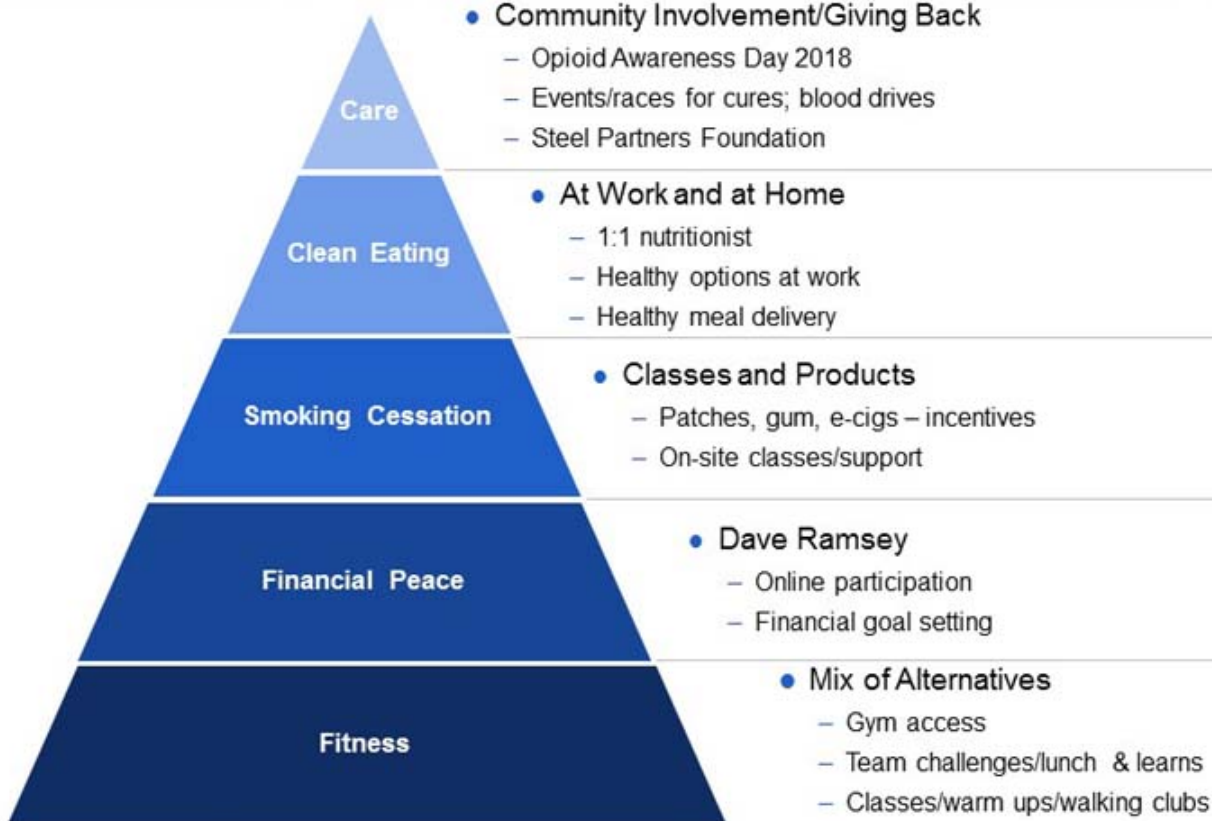 Care
• Community Involvement/Giving Back
– Opioid Awareness Day 2018
– Events/races for cures; blood drives
– Steel Partners Foundation
Clean Eating
• At Work and at Home
– 1:1 nutritionist
– Healthy options at work
– Healthy meal delivery
Smoking Cessation
• Classes and Products
– Patches, gum, e-cigs – incentives
– On-site classes/support
Financial Peace
• Dave Ramsey
– Online participation
– Financial goal setting
Fitness
• Mix of Alternatives
– Gym access
– Team challenges/lunch & learns
– Classes/warm ups/walking clubs